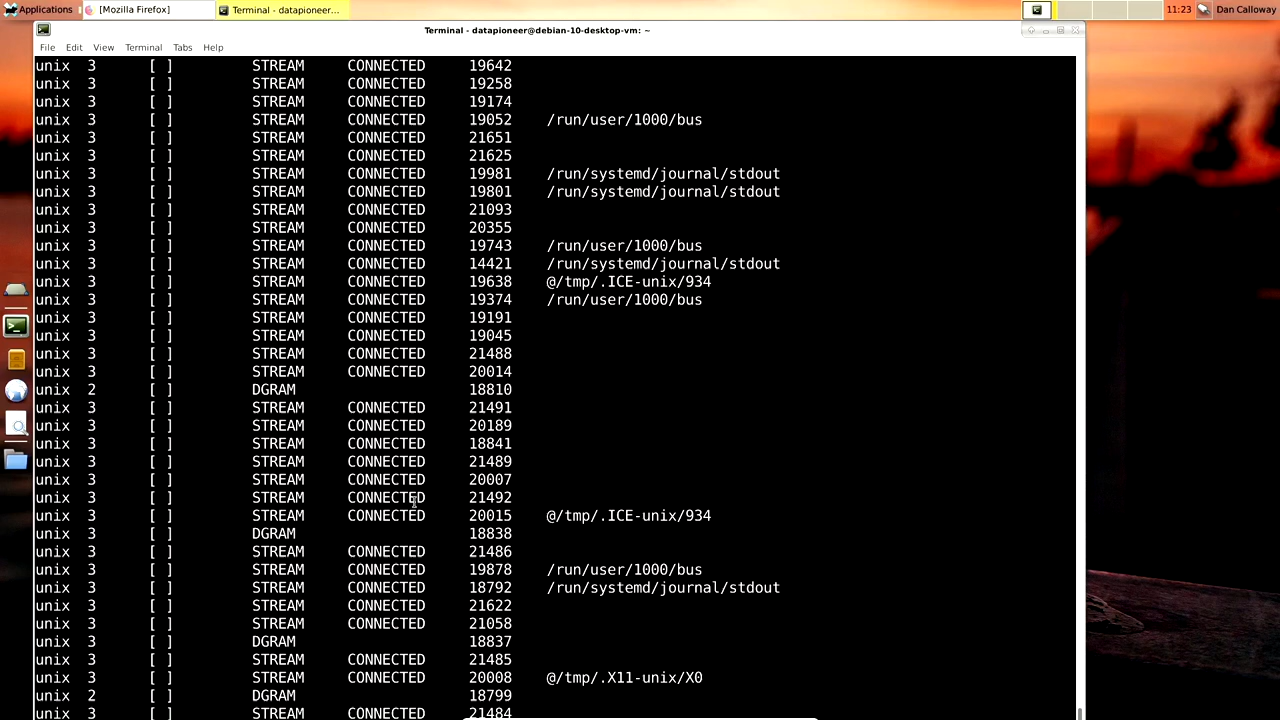 Applications [Mozilla Firefox] Terminal - datapioneer... 11:23 Dan Calloway
Terminal - datapioneer@debian-10-desktop-vm: ~
File Edit View Terminal Tabs Help
unix 3 [ ] STREAM CONNECTED 19642
unix 3 [ ] STREAM CONNECTED 19258
unix 3 [ ] STREAM CONNECTED 19174
unix 3 [ ] STREAM CONNECTED 19052 /run/user/1000/bus
unix 3 [ ] STREAM CONNECTED 21651
unix 3 [ ] STREAM CONNECTED 21625
unix 3 [ ] STREAM CONNECTED 19981 /run/systemd/journal/stdout
unix 3 [ ] STREAM CONNECTED 19801 /run/systemd/journal/stdout
unix 3 [ ] STREAM CONNECTED 21093
unix 3 [ ] STREAM CONNECTED 20355
unix 3 [ ] STREAM CONNECTED 19743 /run/user/1000/bus
unix 3 [ ] STREAM CONNECTED 14421 /run/systemd/journal/stdout
unix 3 [ ] STREAM CONNECTED 19638 @/tmp/.ICE-unix/934
unix 3 [ ] STREAM CONNECTED 19374 /run/user/1000/bus
unix 3 [ ] STREAM CONNECTED 19191
unix 3 [ ] STREAM CONNECTED 19045
unix 3 [ ] STREAM CONNECTED 21488
unix 3 [ ] STREAM CONNECTED 20014
unix 2 [ ] DGRAM 18810
unix 3 [ ] STREAM CONNECTED 21491
unix 3 [ ] STREAM CONNECTED 20189
unix 3 [ ] STREAM CONNECTED 18841
unix 3 [ ] STREAM CONNECTED 21489
unix 3 [ ] STREAM CONNECTED 20007
unix 3 [ ] STREAM CONNECTED 21492
unix 3 [ ] STREAM CONNECTED 20015 @/tmp/.ICE-unix/934
unix 3 [ ] DGRAM 18838
unix 3 [ ] STREAM CONNECTED 21486
unix 3 [ ] STREAM CONNECTED 19878 /run/user/1000/bus
unix 3 [ ] STREAM CONNECTED 18792 /run/systemd/journal/stdout
unix 3 [ ] STREAM CONNECTED 21622
unix 3 [ ] STREAM CONNECTED 21058
unix 3 [ ] DGRAM 18837
unix 3 [ ] STREAM CONNECTED 21485
unix 3 [ ] STREAM CONNECTED 20008 @/tmp/.X11-unix/X0
unix 2 [ ] DGRAM 18799
unix 3 [ ] STREAM CONNECTED 21484